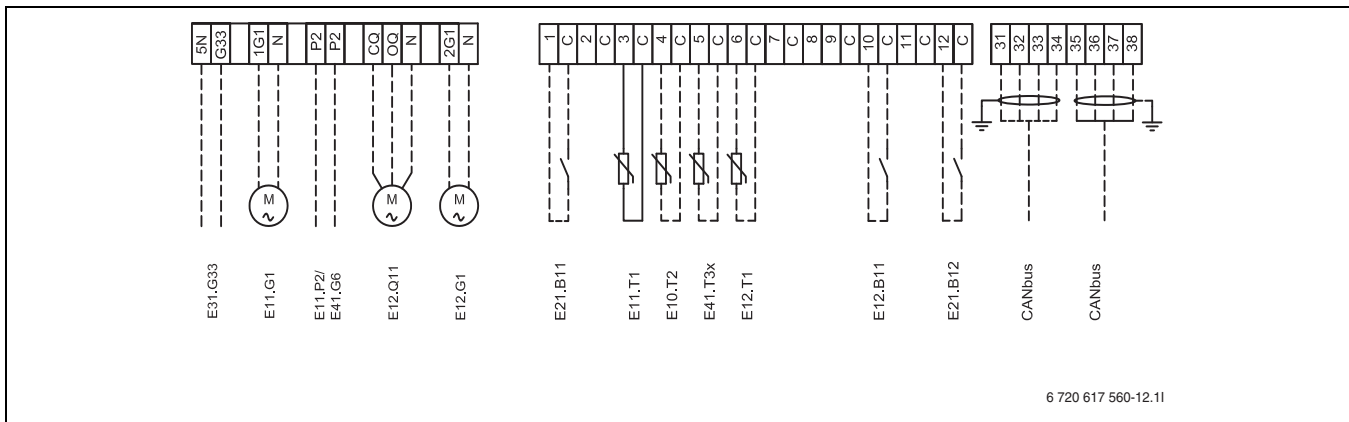 5N G33 1G1 N P2 P2 CQ OQ N 2G1 N
1 C 2 C 3 C 4 C 5 C 6 C 7 C 8 C 9 C 10 C 11 C 12 C
31 32 33 34 35 36 37 38
M
M
M
E31.G33
E11.G1
E11.P2/
E41.G6
E12.Q11
E12.G1
E21.B11
E11.T1
E10.T2
E41.T3x
E12.T1
E12.B11
E21.B12
CANbus
CANbus
6 720 617 560-12.1I